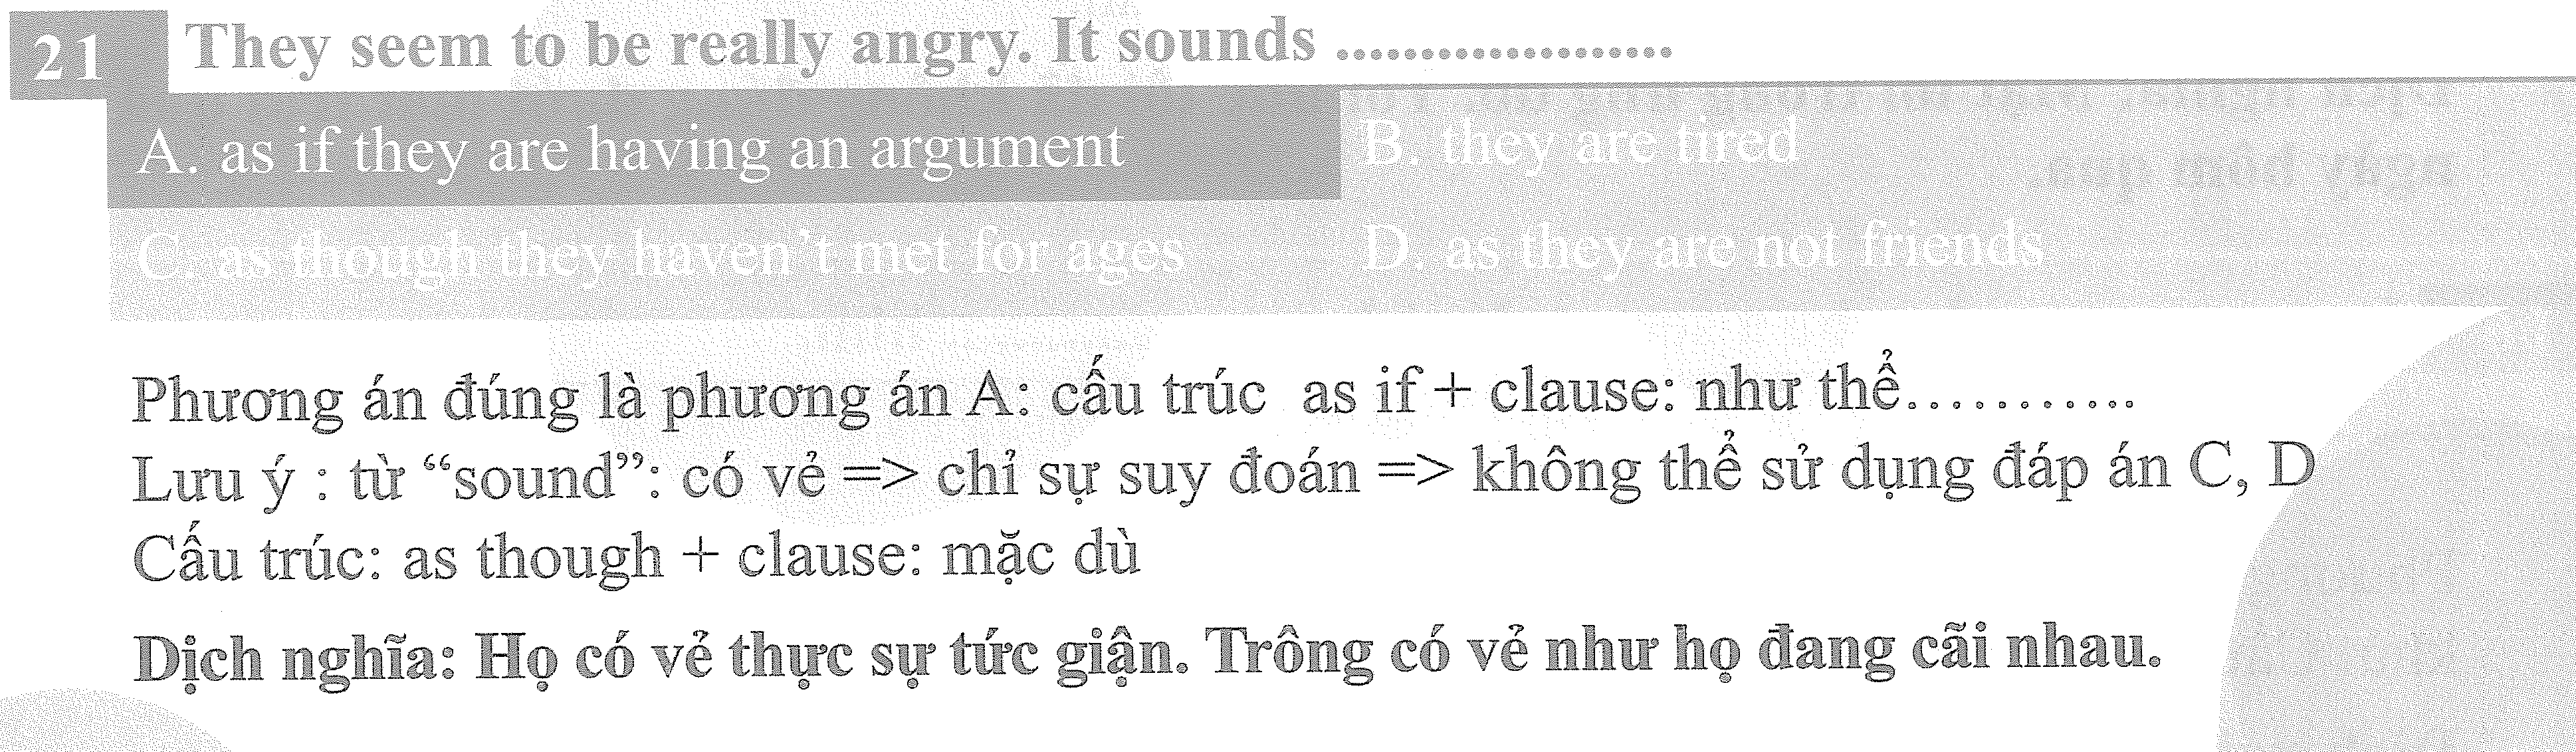 21 They seem to be really angry. It sounds ....................
A. as if they are having an argument B. they are tired
C. as though they haven't met for ages D. as they are not friends
Phương án đúng là phương án A: cấu trúc as if + clause: như thể...........
Lưu ý : từ “sound”: có vẻ => chỉ sự suy đoán => không thể sử dụng đáp án C, D
Cấu trúc: as though + clause: mặc dù
Dịch nghĩa: Họ có vẻ thực sự tức giận. Trông có vẻ như họ đang cãi nhau.